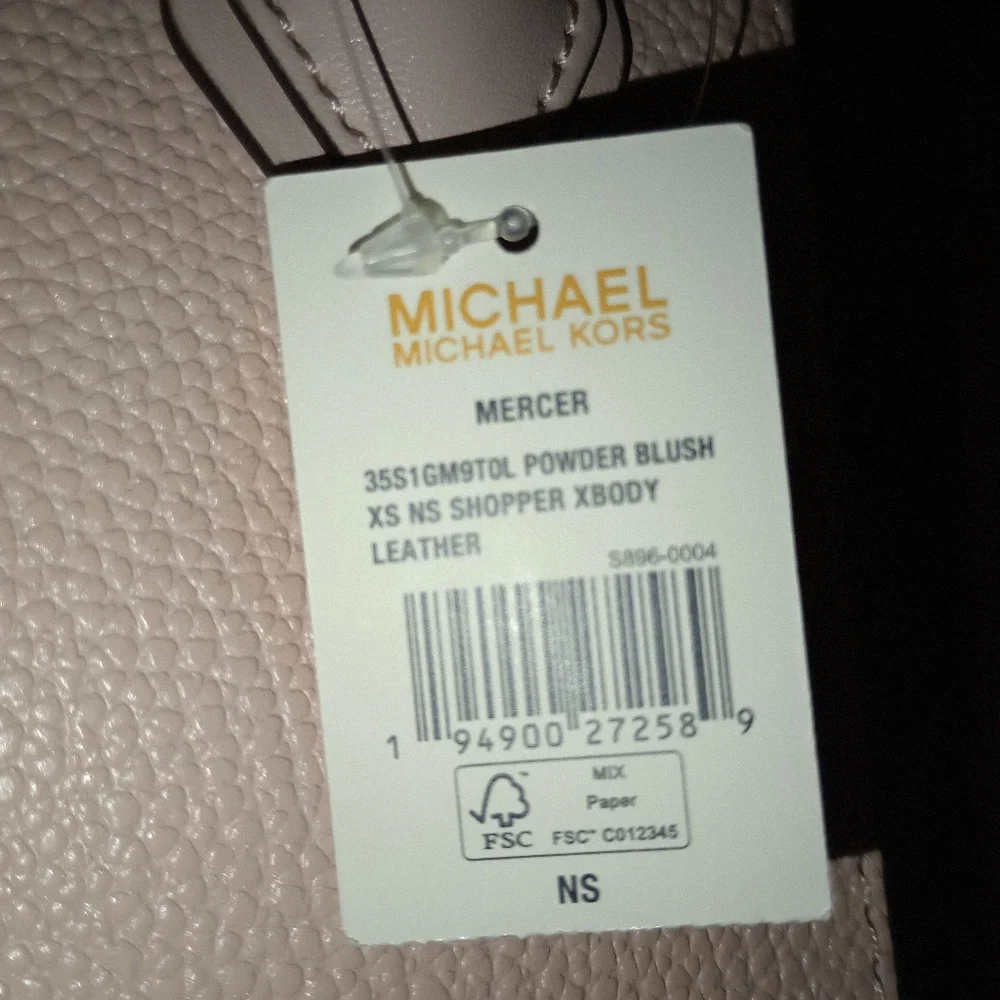 MICHAEL
MICHAEL KORS
MERCER
35S1GM9T0L POWDER BLUSH
XS NS SHOPPER XBODY
LEATHER
S896-0004
1 94900 27258 9
MIX
Paper
FSC™ C012345
FSC
NS